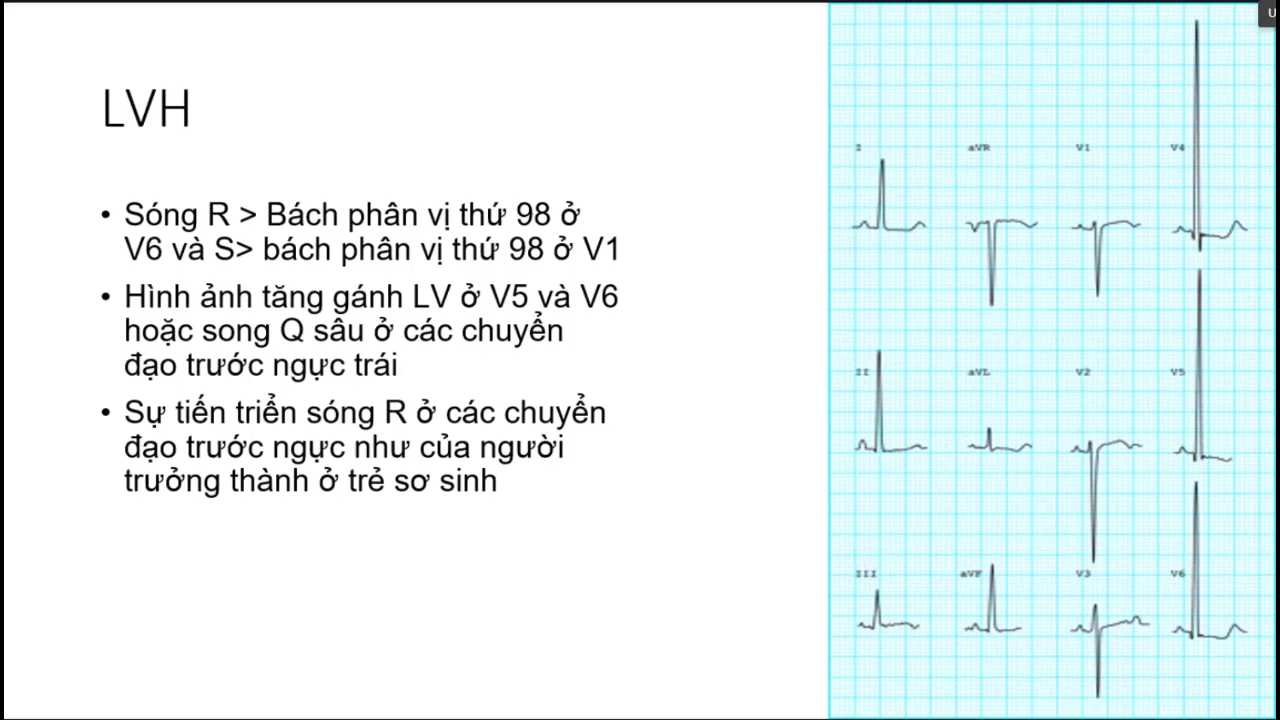 LVH
• Sóng R > Bách phân vị thứ 98 ở
V6 và S> bách phân vị thứ 98 ở V1
• Hình ảnh tăng gánh LV ở V5 và V6
hoặc song Q sâu ở các chuyển
đạo trước ngực trái
• Sự tiến triển sóng R ở các chuyển
đạo trước ngực như của người
trưởng thành ở trẻ sơ sinh
U
I aVR V1 V4
II aVL V2 V5
III aVF V3 V6